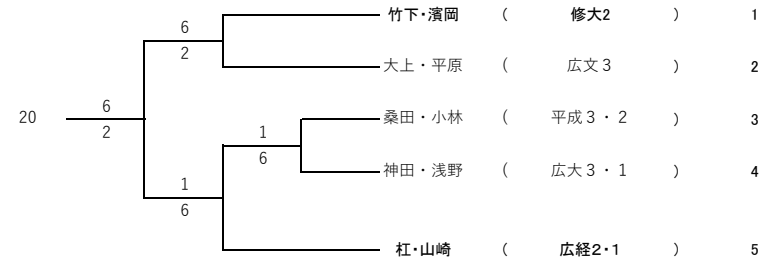 竹下・濱岡 ( 修大2 ) 1
6
2
大上・平原 ( 広文３ ) 2
20
6
2
桑田・小林 ( 平成３・２ ) 3
1
6
神田・浅野 ( 広大３・１ ) 4
1
6
杠・山崎 ( 広経２・１ ) 5